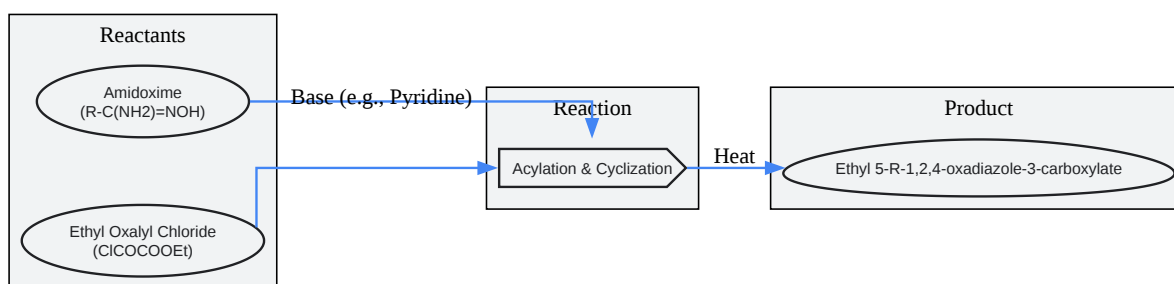 Reactants
Amidoxime
(R-C(NH2)=NOH)
Base (e.g., Pyridine)
Ethyl Oxalyl Chloride
(ClCOCOOEt)
Reaction
Acylation & Cyclization
Heat
Product
Ethyl 5-R-1,2,4-oxadiazole-3-carboxylate